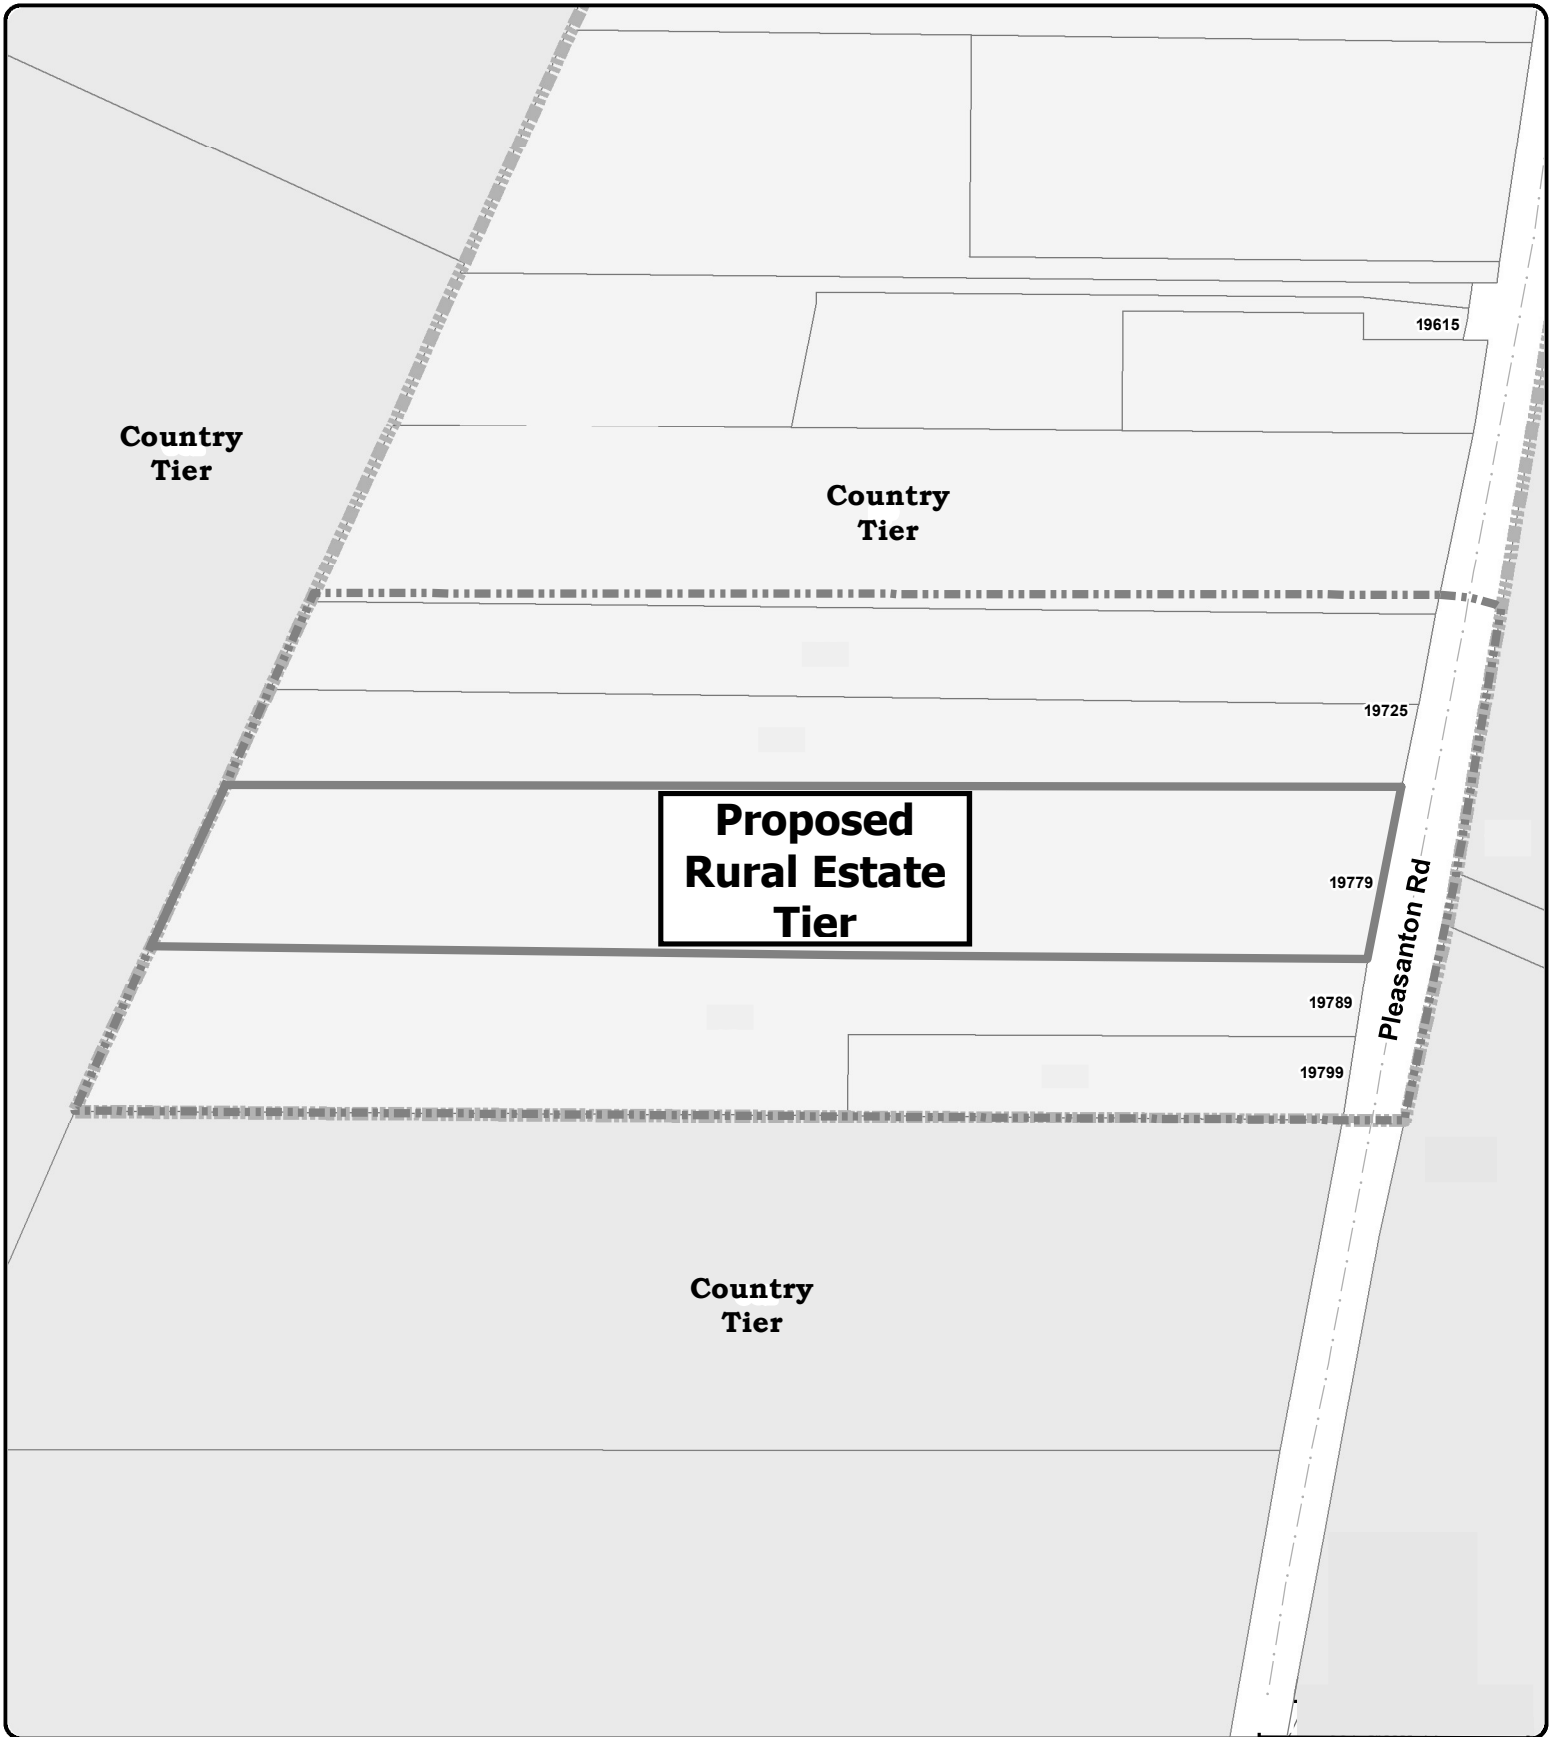 19615
Country
Tier
Country
Tier
19725
Proposed
Rural Estate
Tier
19779
Pleasanton Rd
19789
19799
Country
Tier